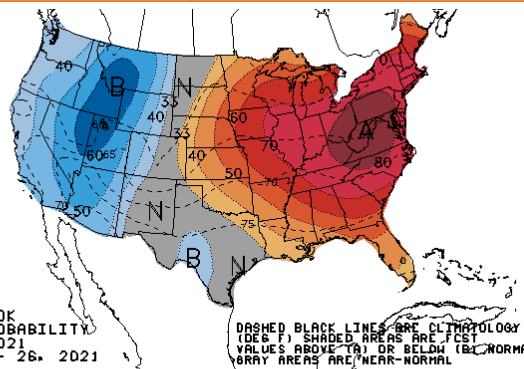 40
B
N
33
40
60
33
A
60
65
40
70
80
50
70
70
50
N
75
B
N
OK
OBABILITY
021
- 26, 2021
DASHED BLACK LINES ARE CLIMATOLOGY
(DEG F) SHADED AREAS ARE FCST
VALUES ABOVE (A) OR BELOW (B) NORMA
GRAY AREAS ARE NEAR-NORMAL